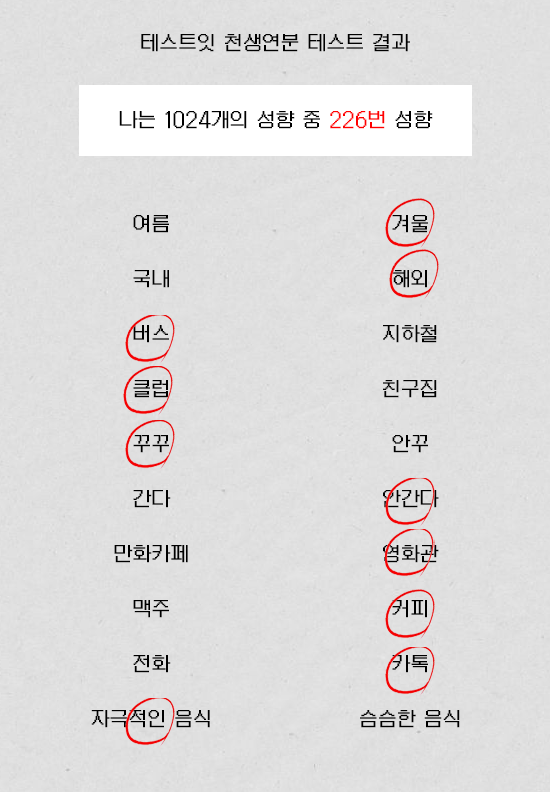 테스트잇 천생연분 테스트 결과
나는 1024개의 성향 중 226번 성향
여름 겨울
국내 해외
버스 지하철
클럽 친구집
꾸꾸 안꾸
간다 안간다
만화카페 영화관
맥주 커피
전화 카톡
자극적인 음식 슴슴한 음식